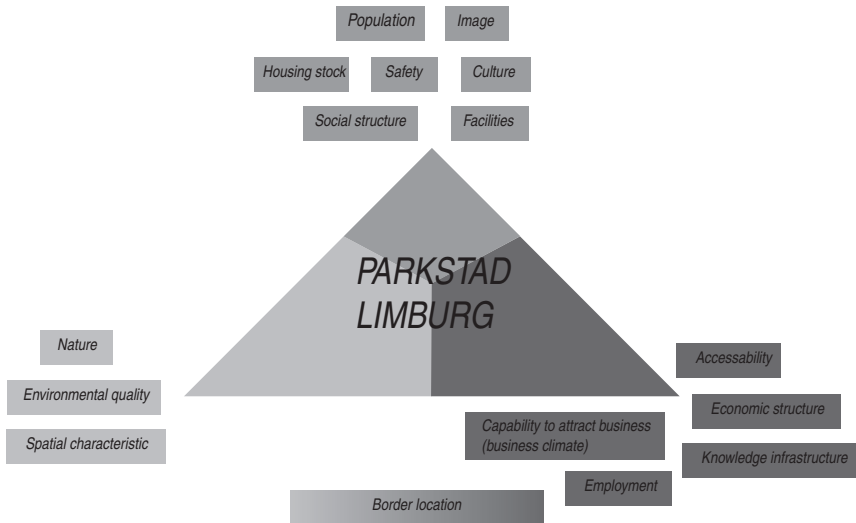 Population
Image
Housing stock
Safety
Culture
Social structure
Facilities
PARKSTAD
LIMBURG
Nature
Accessability
Environmental quality
Economic structure
Capability to attract business
(business climate)
Spatial characteristic
Knowledge infrastructure
Employment
Border location